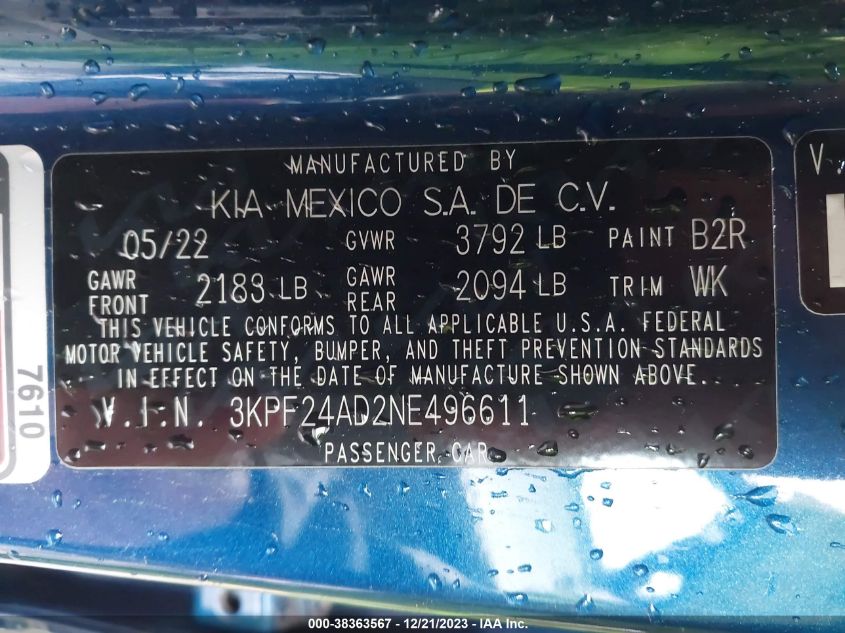 MANUFACTURED BY
KIA MEXICO S.A. DE C.V.
05/22 GVWR 3792 LB PAINT B2R
GAWR FRONT 2183 LB GAWR REAR 2094 LB TRIM WK
THIS VEHICLE CONFORMS TO ALL APPLICABLE U.S.A. FEDERAL
MOTOR VEHICLE SAFETY, BUMPER, AND THEFT PREVENTION STANDARDS
IN EFFECT ON THE DATE OF MANUFACTURE SHOWN ABOVE.
V.I.N. 3KPF24AD2NE496611
PASSENGER CAR
7610
V.
000-38363567 - 12/21/2023 - IAA Inc.